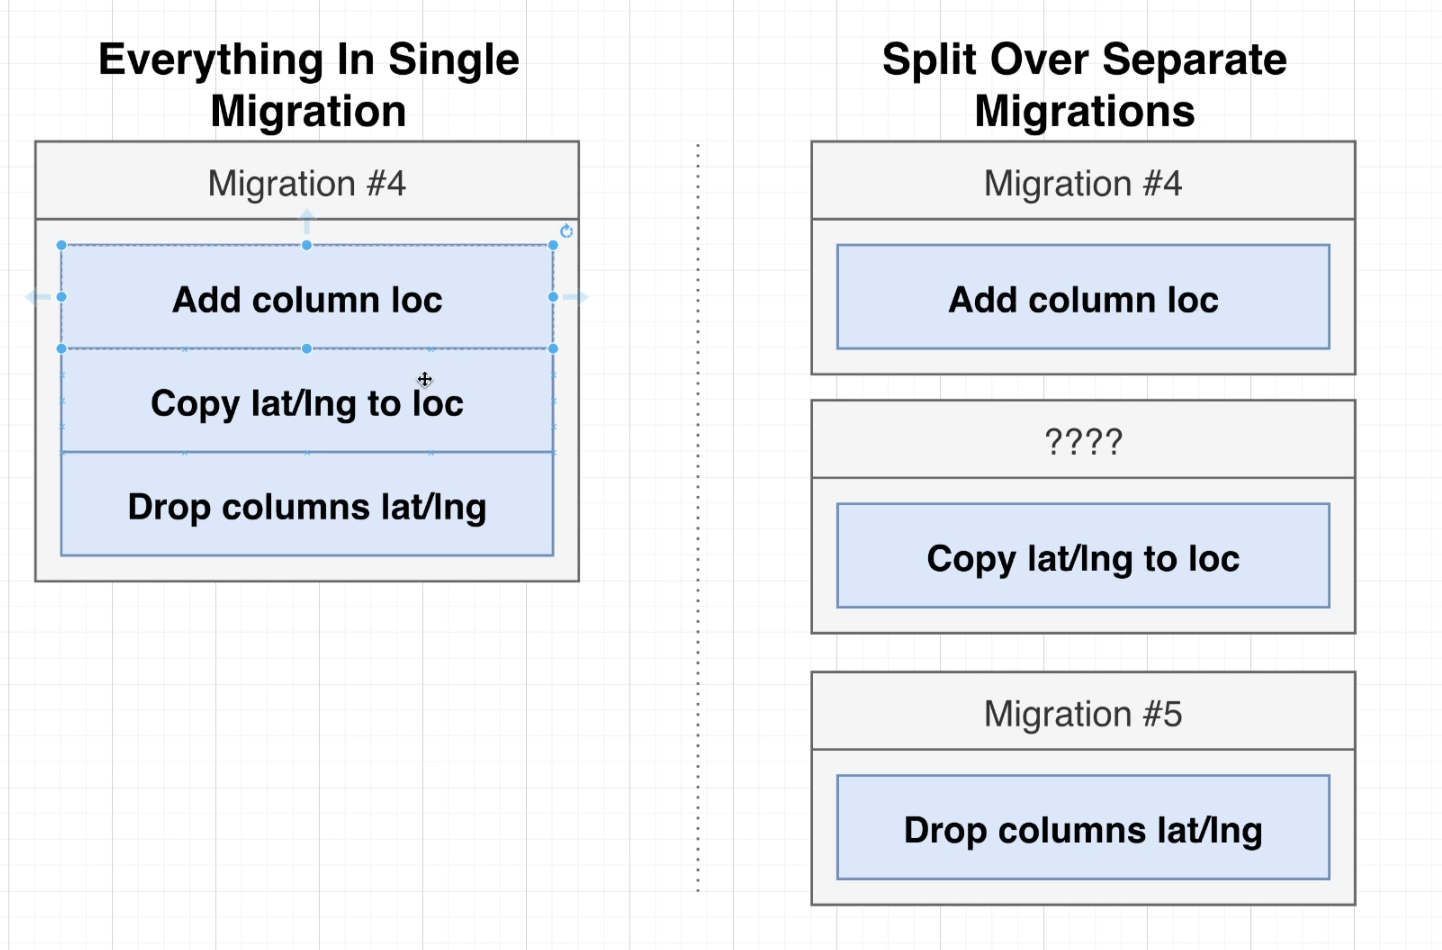 Everything In Single
Migration
Migration #4
Add column loc
Copy lat/lng to loc
Drop columns lat/lng
Split Over Separate
Migrations
Migration #4
Add column loc
????
Copy lat/lng to loc
Migration #5
Drop columns lat/lng